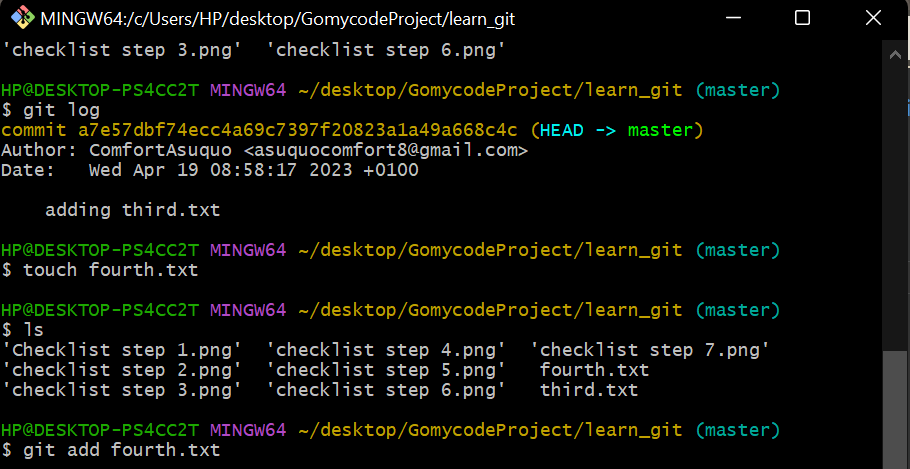 MINGW64:/c/Users/HP/desktop/GomycodeProject/learn_git
'checklist step 3.png'  'checklist step 6.png'
HP@DESKTOP-PS4CC2T MINGW64 ~/desktop/GomycodeProject/learn_git (master)
$ git log
commit a7e57dbf74ecc4a69c7397f20823a1a49a668c4c (HEAD -> master)
Author: ComfortAsuquo <asuquocomfort8@gmail.com>
Date:   Wed Apr 19 08:58:17 2023 +0100
    adding third.txt
HP@DESKTOP-PS4CC2T MINGW64 ~/desktop/GomycodeProject/learn_git (master)
$ touch fourth.txt
HP@DESKTOP-PS4CC2T MINGW64 ~/desktop/GomycodeProject/learn_git (master)
$ ls
'Checklist step 1.png'  'checklist step 4.png'  'checklist step 7.png'
'checklist step 2.png'  'checklist step 5.png'   fourth.txt
'checklist step 3.png'  'checklist step 6.png'   third.txt
HP@DESKTOP-PS4CC2T MINGW64 ~/desktop/GomycodeProject/learn_git (master)
$ git add fourth.txt